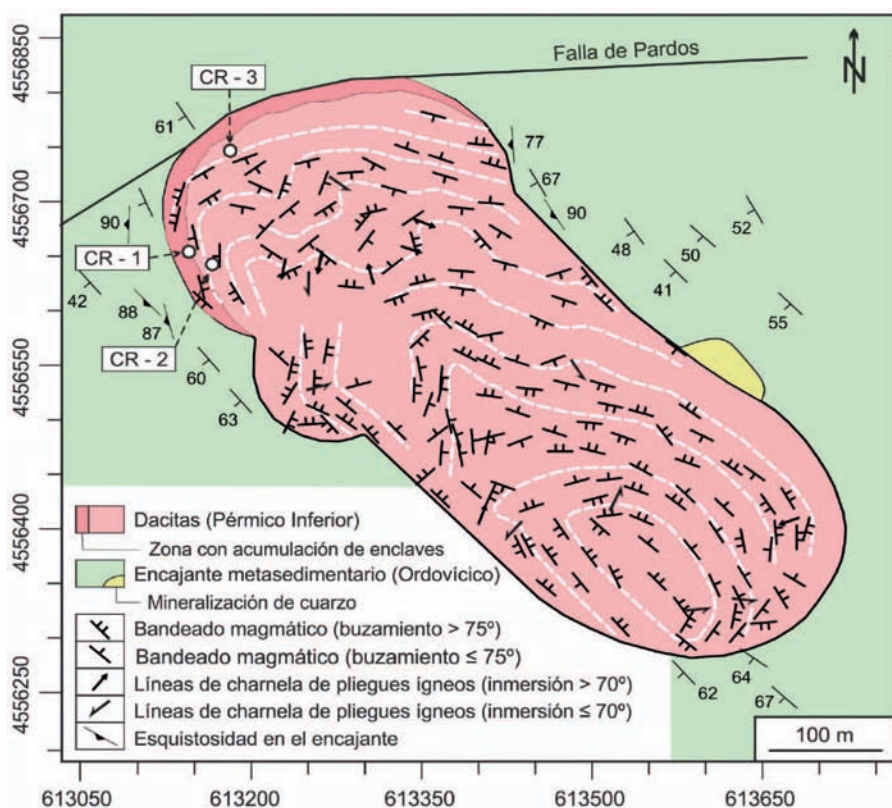 Falla de Pardos
N
CR - 3
CR - 1
CR - 2
61
77
67
90
90
48
50
52
41
55
42
88
87
60
63
62
64
67
4556850
4556700
4556550
4556400
4556250
Dacitas (Pérmico Inferior)
Zona con acumulación de enclaves
Encajante metasedimentario (Ordovícico)
Mineralización de cuarzo
Bandeado magmático (buzamiento > 75º)
Bandeado magmático (buzamiento ≤ 75º)
Líneas de charnela de pliegues ígneos (inmersión > 70º)
Líneas de charnela de pliegues ígneos (inmersión ≤ 70º)
Esquistosidad en el encajante
100 m
613050
613200
613350
613500
613650